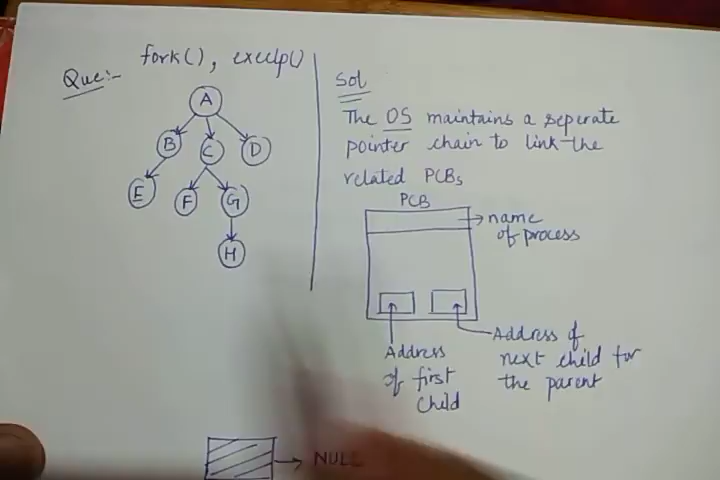 Que:- fork(), execlp()
A
B C D
E F G
H
Sol
The OS maintains a seperate
pointer chain to link the
related PCBs
PCB
name
of process
Address
of first
child
Address of
next child for
the parent
NULL